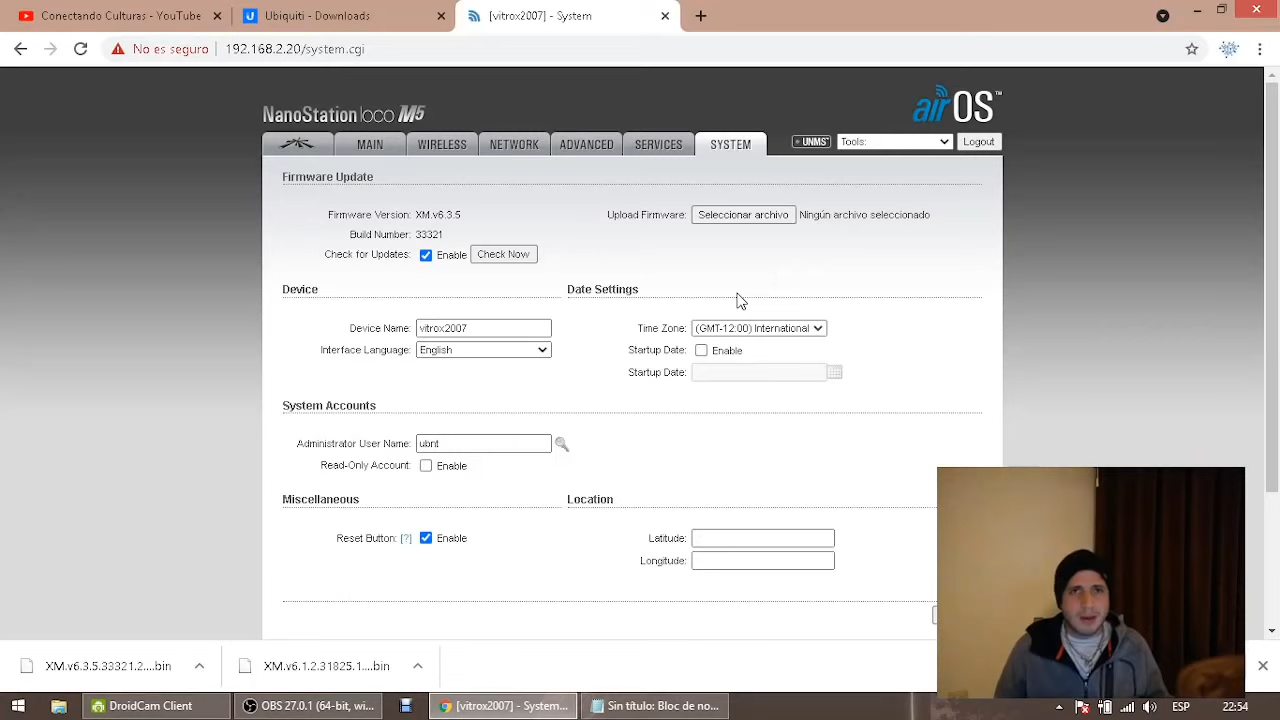 Conectando Culturas - YouTube
Ubiquiti - Downloads
[vitrox2007] - System
No es seguro
192.168.2.20/system.cgi
NanoStation loco M5
airOS™
MAIN
WIRELESS
NETWORK
ADVANCED
SERVICES
SYSTEM
UNMS
Tools:
Logout
Firmware Update
Firmware Version: XM.v6.3.5
Upload Firmware: Seleccionar archivo Ningún archivo seleccionado
Build Number: 33321
Check for Updates: Enable Check Now
Device
Date Settings
Device Name: vitrox2007
Time Zone: (GMT-12:00) International
Interface Language: English
Startup Date: Enable
Startup Date:
System Accounts
Administrator User Name: ubnt
Read-Only Account: Enable
Miscellaneous
Location
Reset Button: [?] Enable
Latitude:
Longitude:
XM.v6.3.5.33321.2....bin
XM.v6.1.2.31825.1....bin
DroidCam Client
OBS 27.0.1 (64-bit, wi...
[vitrox2007] - System...
Sin título: Bloc de no...
ESP
22:54